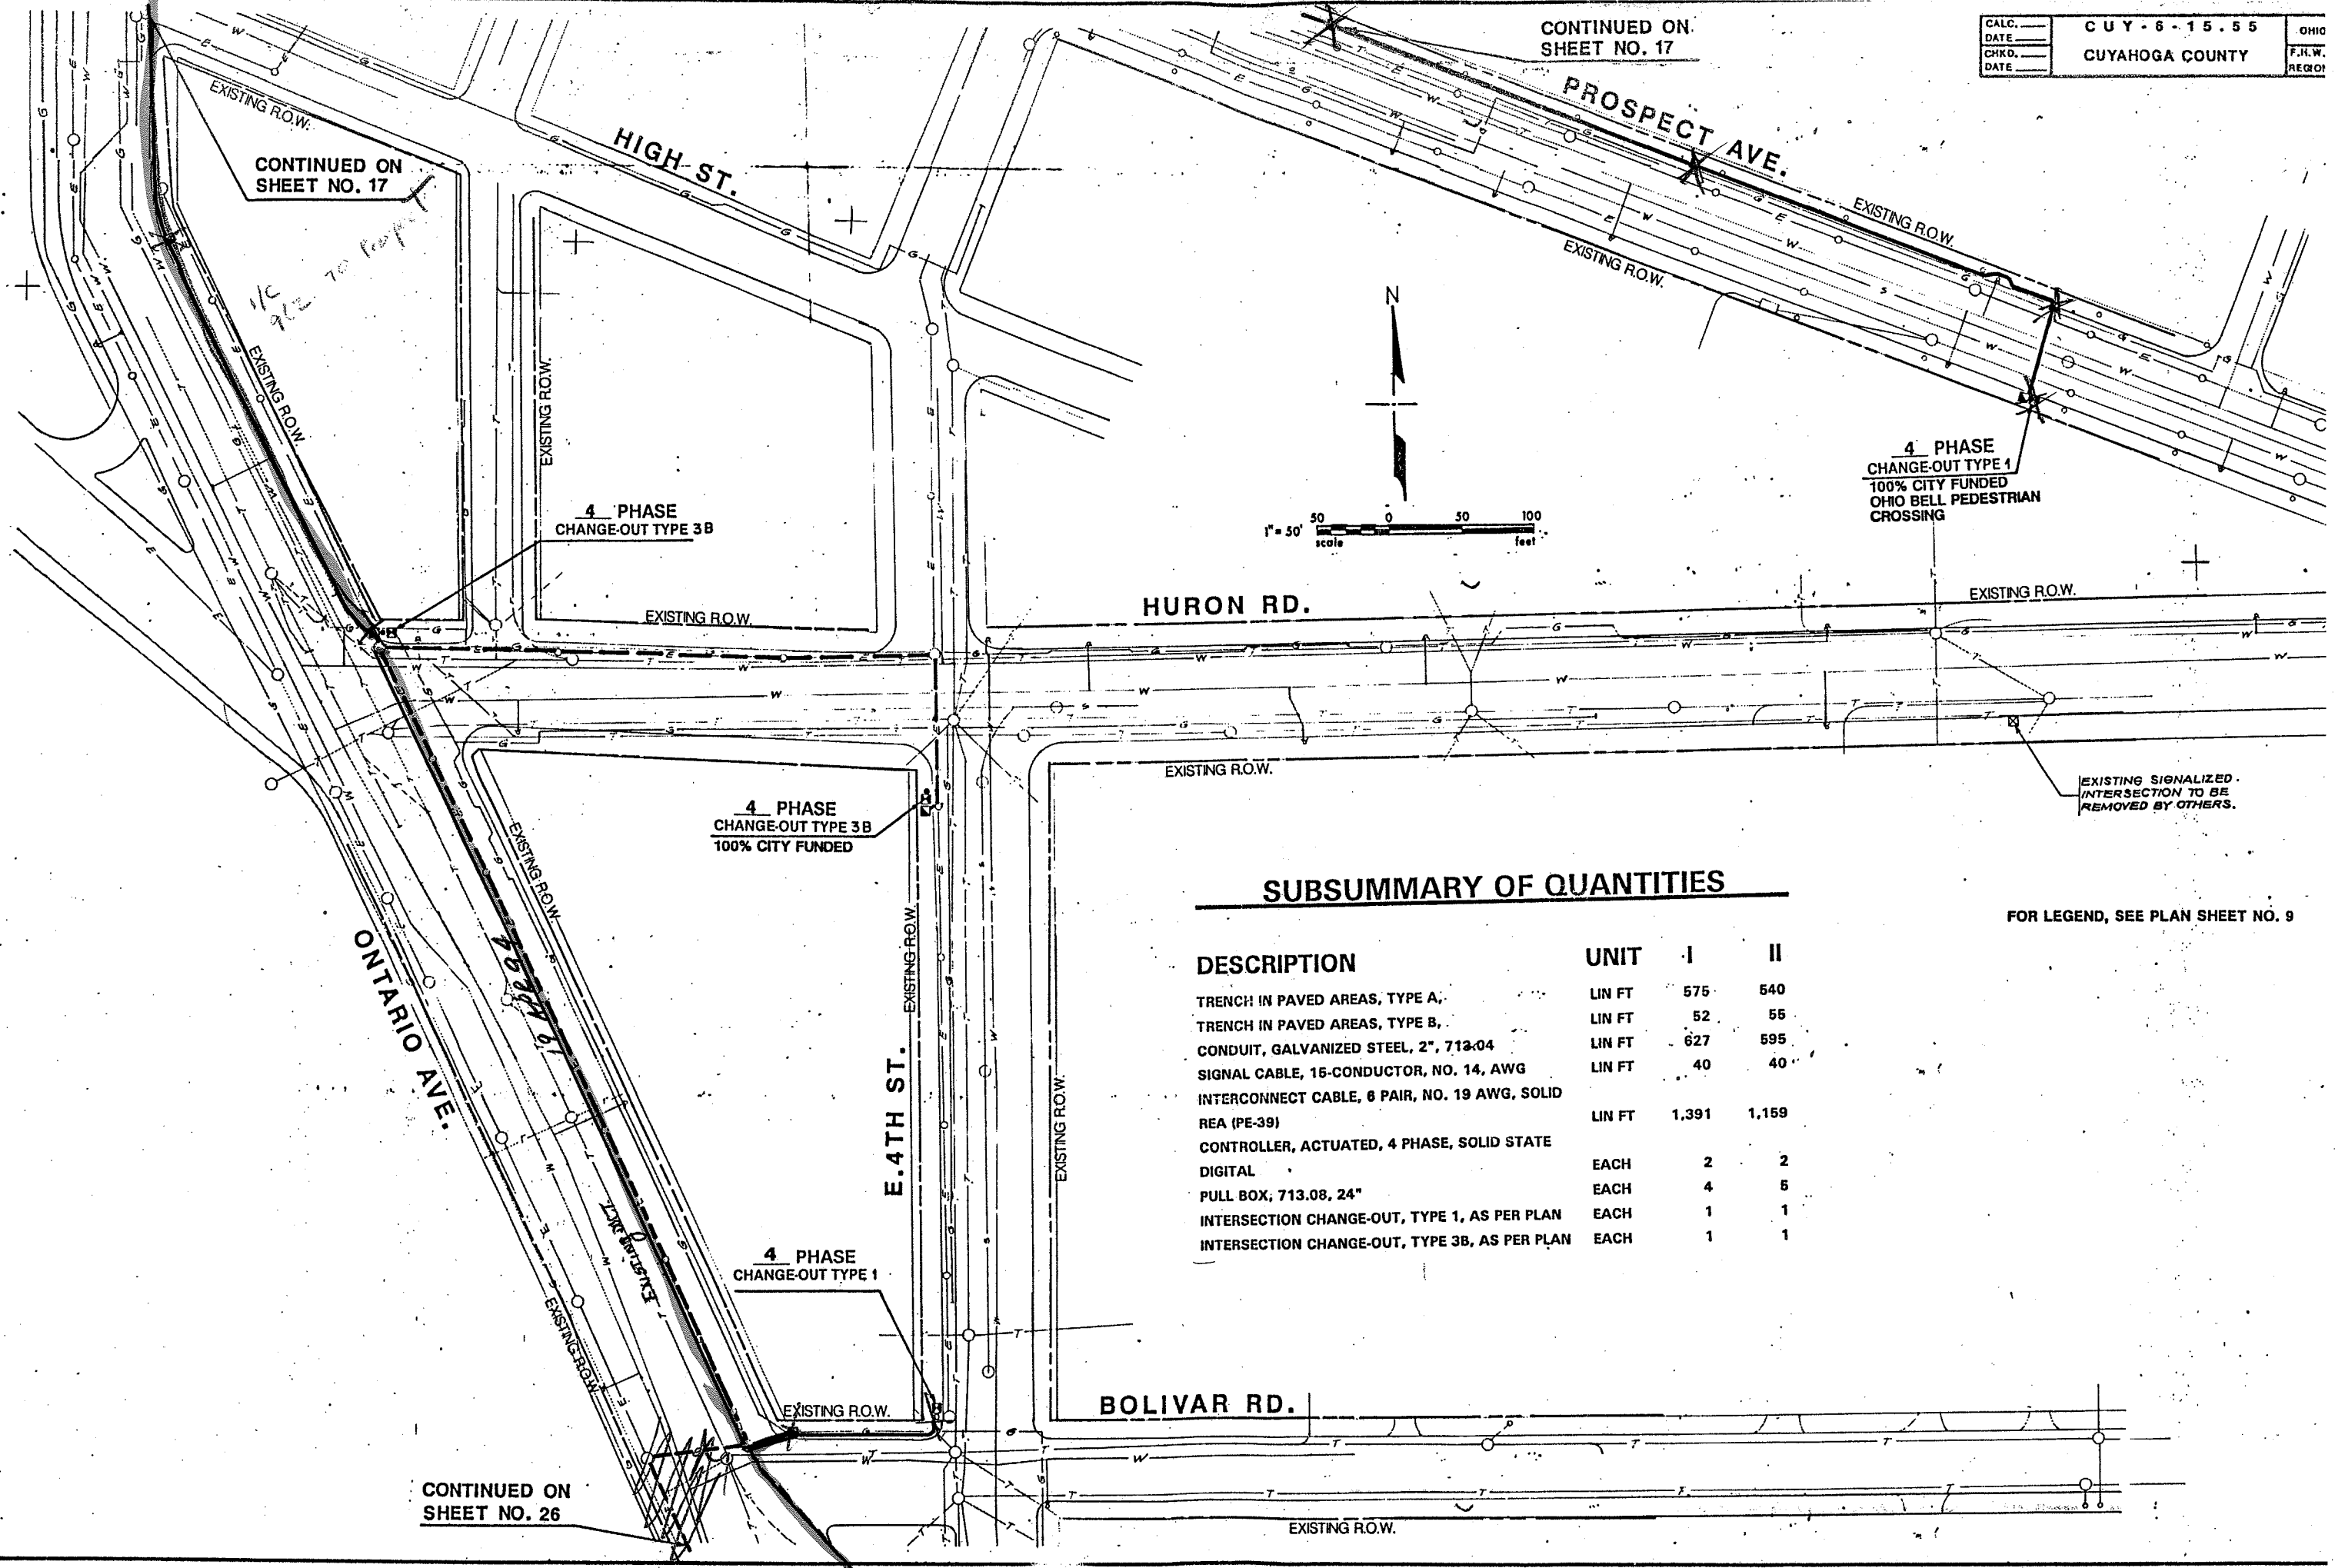 CONTINUED ON
SHEET NO. 17
CALC.
DATE
CHKD.
DATE
CUY-6-15.55
CUYAHOGA COUNTY
OHIO
F.H.W.
REGION
PROSPECT AVE.
EXISTING R.O.W.
HIGH ST.
CONTINUED ON
SHEET NO. 17
EXISTING R.O.W.
EXISTING R.O.W.
I/C
To
N
EXISTING R.O.W.
EXISTING R.O.W.
4 PHASE
CHANGE-OUT TYPE 1
100% CITY FUNDED
OHIO BELL PEDESTRIAN
CROSSING
4 PHASE
CHANGE-OUT TYPE 3B
1" = 50'
50 0 50 100
scale feet
HURON RD.
EXISTING R.O.W.
EXISTING R.O.W.
EXISTING R.O.W.
EXISTING SIGNALIZED
INTERSECTION TO BE
REMOVED BY OTHERS.
4 PHASE
CHANGE-OUT TYPE 3B
100% CITY FUNDED
EXISTING R.O.W.
EXISTING R.O.W.
EXISTING R.O.W.
ONTARIO AVE.
E.4TH ST.
SUBSUMMARY OF QUANTITIES
FOR LEGEND, SEE PLAN SHEET NO. 9
DESCRIPTION UNIT I II
TRENCH IN PAVED AREAS, TYPE A, LIN FT 575 540
TRENCH IN PAVED AREAS, TYPE B, LIN FT 52 55
CONDUIT, GALVANIZED STEEL, 2", 713.04 LIN FT 627 595
SIGNAL CABLE, 15-CONDUCTOR, NO. 14, AWG LIN FT 40 40
INTERCONNECT CABLE, 6 PAIR, NO. 19 AWG, SOLID
REA (PE-39) LIN FT 1,391 1,159
CONTROLLER, ACTUATED, 4 PHASE, SOLID STATE
DIGITAL EACH 2 2
PULL BOX, 713.08, 24" EACH 4 5
INTERSECTION CHANGE-OUT, TYPE 1, AS PER PLAN EACH 1 1
INTERSECTION CHANGE-OUT, TYPE 3B, AS PER PLAN EACH 1 1
EXISTING DUCT
4 PHASE
CHANGE-OUT TYPE 1
EXISTING R.O.W.
EXISTING R.O.W.
BOLIVAR RD.
CONTINUED ON
SHEET NO. 26
EXISTING R.O.W.